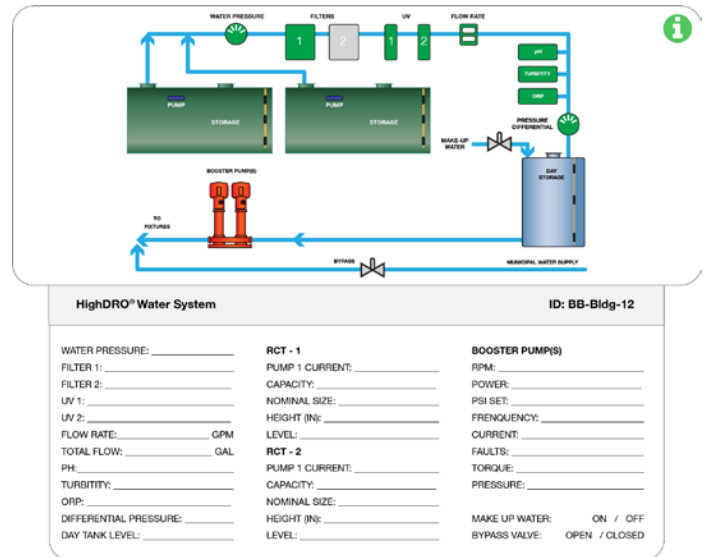 WATER PRESSURE
FILTERS
UV
FLOW RATE
1
2
1
2
i
pH
TURBITITY
ORP
PUMP
STORAGE
PUMP
STORAGE
PRESSURE
DIFFERENTIAL
MAKE-UP
WATER
DAY
STORAGE
BOOSTER PUMP(S)
TO
FIXTURES
BYPASS
MUNICIPAL WATER SUPPLY
HighDRO® Water System
ID: BB-Bldg-12
WATER PRESSURE:
FILTER 1:
FILTER 2:
UV 1:
UV 2:
FLOW RATE: GPM
TOTAL FLOW: GAL
PH:
TURBITITY:
ORP:
DIFFERENTIAL PRESSURE:
DAY TANK LEVEL:
RCT - 1
PUMP 1 CURRENT:
CAPACITY:
NOMINAL SIZE:
HEIGHT (IN):
LEVEL:
RCT - 2
PUMP 1 CURRENT:
CAPACITY:
NOMINAL SIZE:
HEIGHT (IN):
LEVEL:
BOOSTER PUMP(S)
RPM:
POWER:
PSI SET:
FRENQUENCY:
CURRENT:
FAULTS:
TORQUE:
PRESSURE:
MAKE UP WATER: ON / OFF
BYPASS VALVE: OPEN / CLOSED